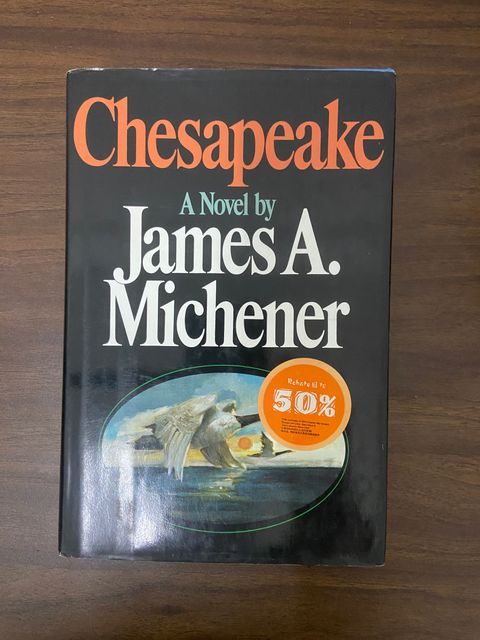 Chesapeake
A Novel by
James A.
Michener
50%